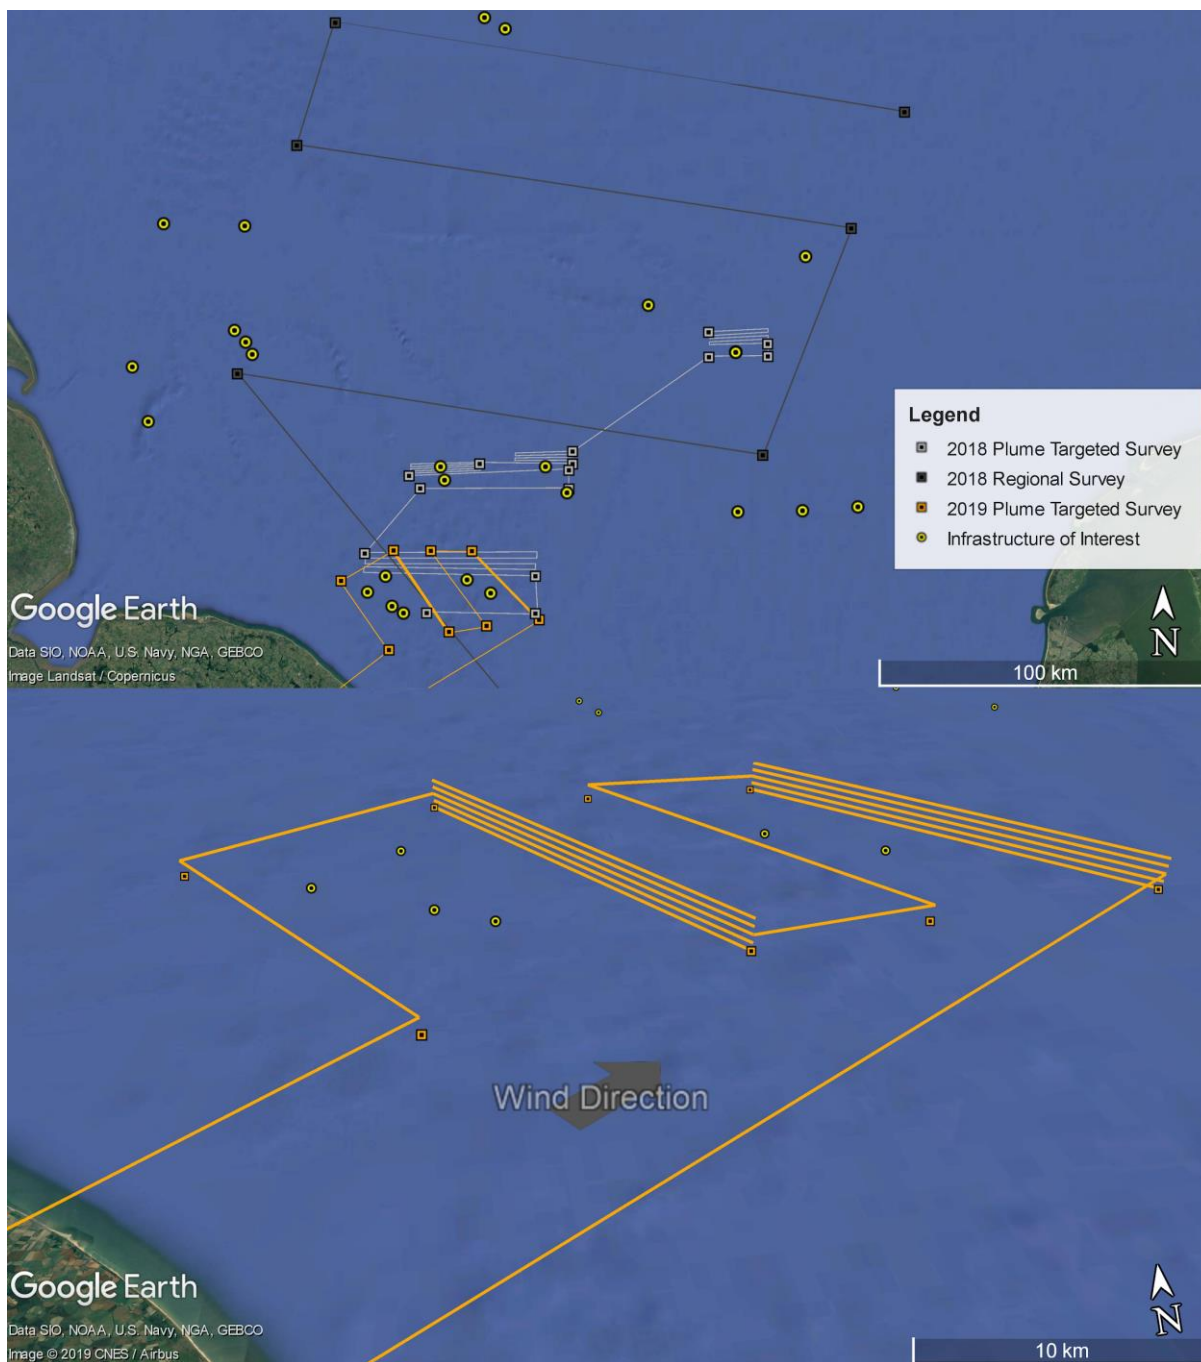 Legend
2018 Plume Targeted Survey
2018 Regional Survey
2019 Plume Targeted Survey
Infrastructure of Interest
Google Earth
Data SIO, NOAA, U.S. Navy, NGA, GEBCO
Image Landsat / Copernicus
N
100 km
Wind Direction
Google Earth
Data SIO, NOAA, U.S. Navy, NGA, GEBCO
Image © 2019 CNES / Airbus
N
10 km